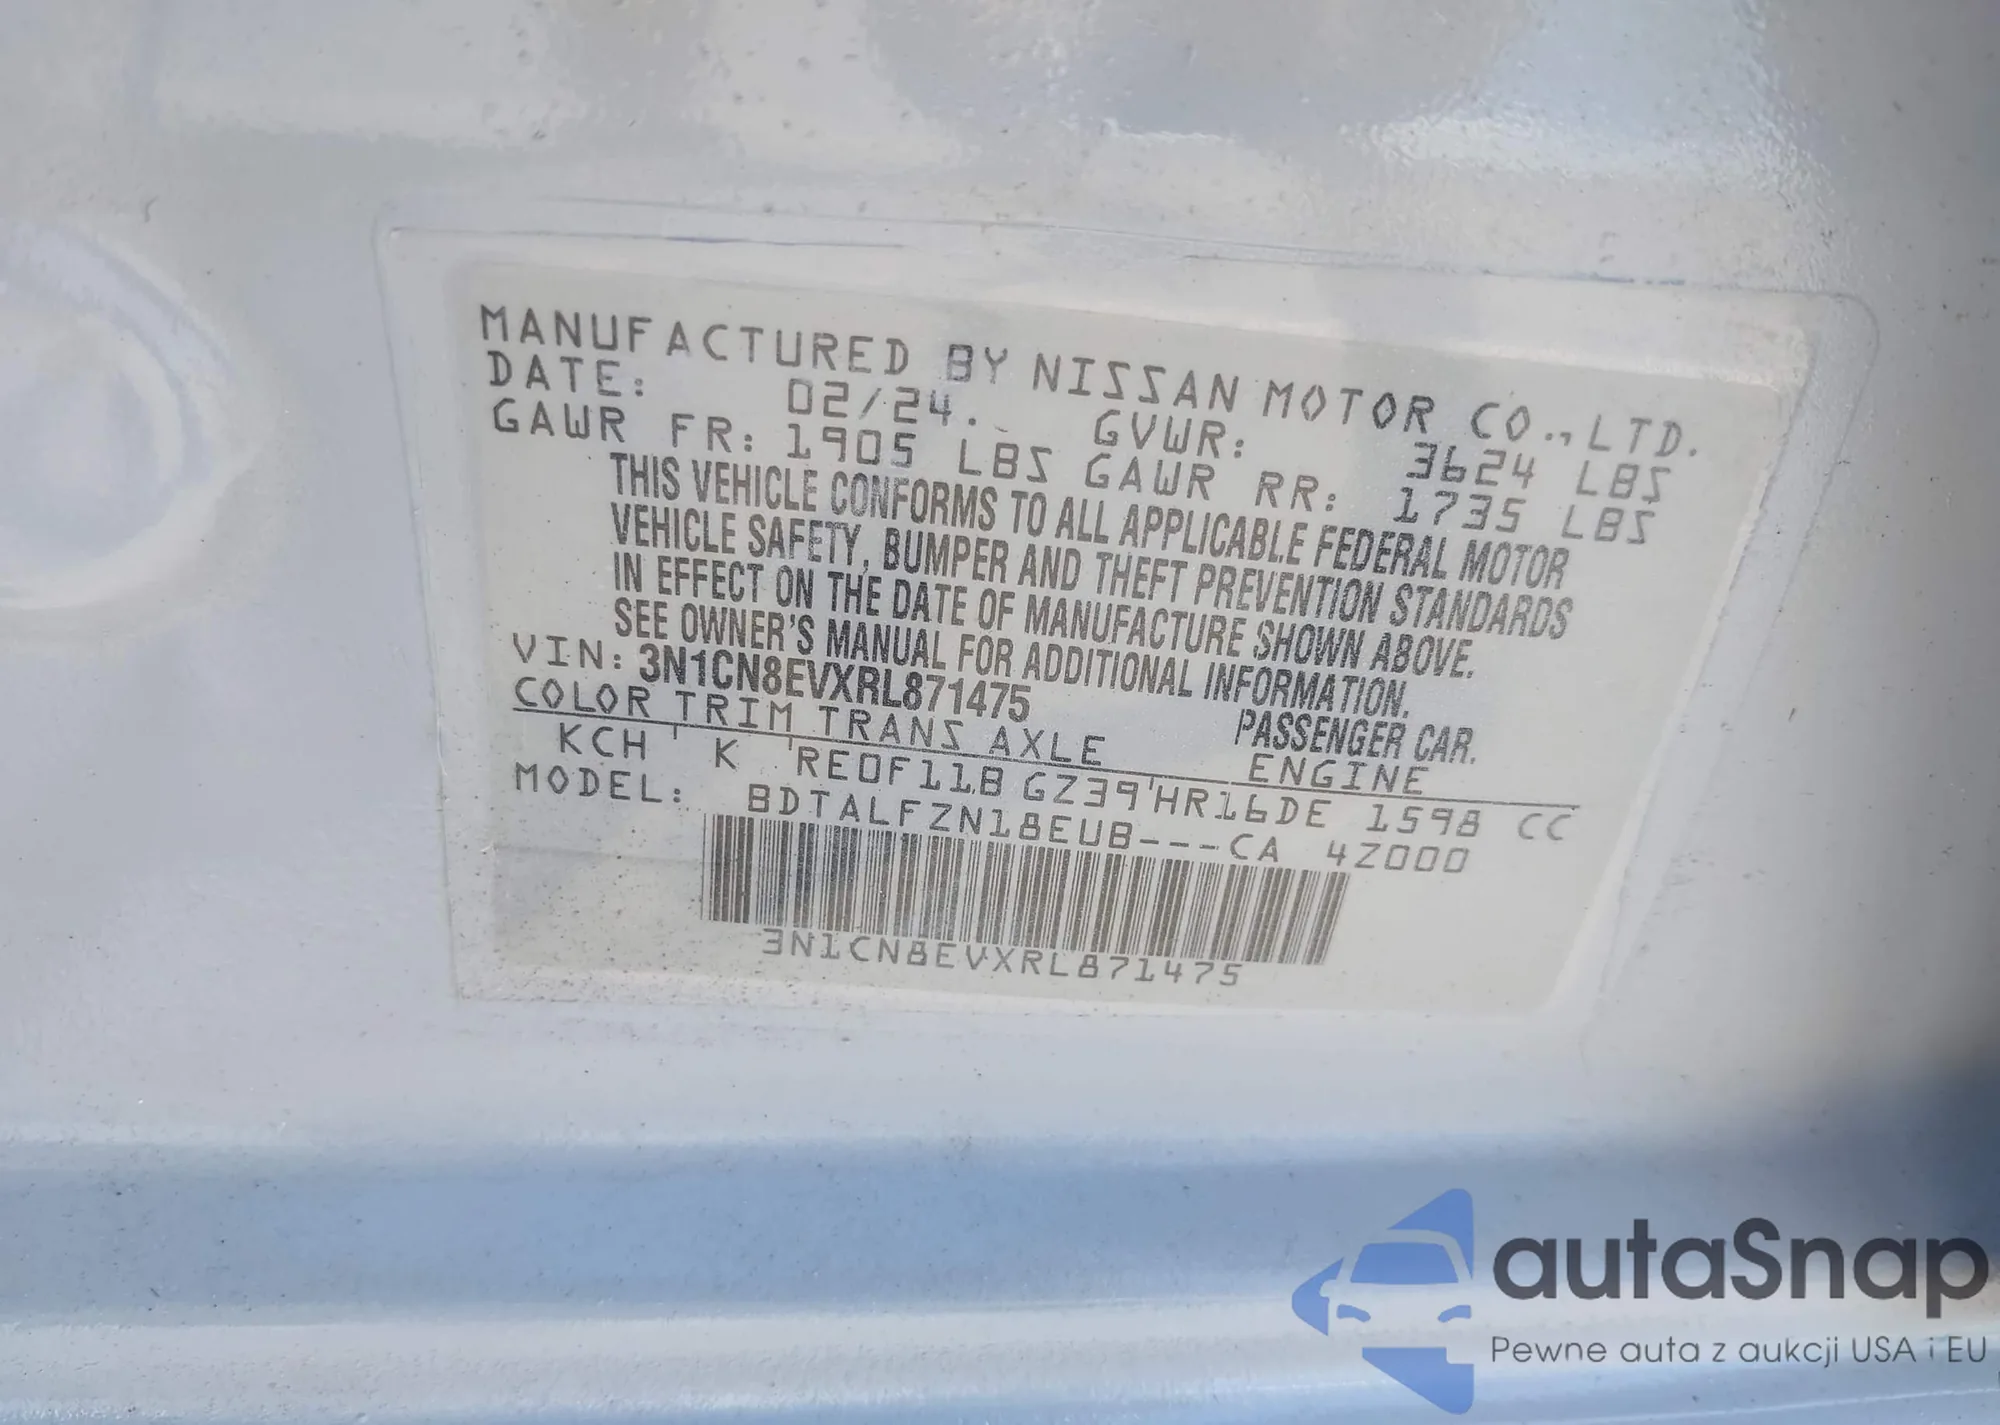 MANUFACTURED BY NISSAN MOTOR CO.,LTD.
DATE: 02/24. GVWR: 3624 LBS
GAWR FR: 1905 LBS GAWR RR: 1735 LBS
THIS VEHICLE CONFORMS TO ALL APPLICABLE FEDERAL MOTOR
VEHICLE SAFETY, BUMPER AND THEFT PREVENTION STANDARDS
IN EFFECT ON THE DATE OF MANUFACTURE SHOWN ABOVE.
SEE OWNER'S MANUAL FOR ADDITIONAL INFORMATION.
VIN: 3N1CN8EVXRL871475 PASSENGER CAR.
COLOR TRIM TRANS AXLE ENGINE
KCH K RE0F11B GZ39 HR16DE 1598 CC
MODEL: BDTALFZN18EUB---CA 4Z000
3N1CN8EVXRL871475
autaSnap
Pewne auta z aukcji USA i EU